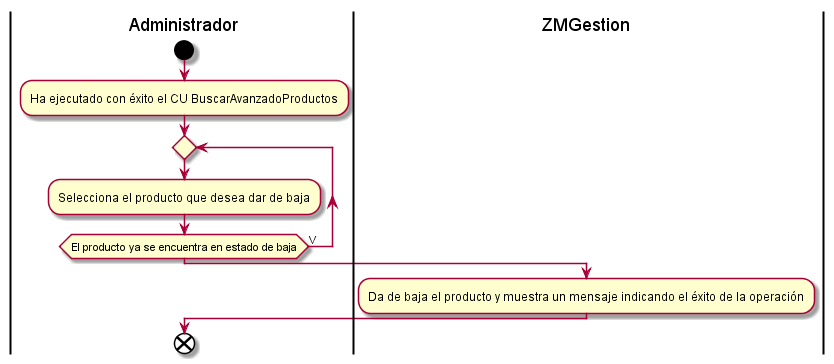 Administrador
ZMGestion
Ha ejecutado con éxito el CU BuscarAvanzadoProductos
Selecciona el producto que desea dar de baja
El producto ya se encuentra en estado de baja
V
Da de baja el producto y muestra un mensaje indicando el éxito de la operación